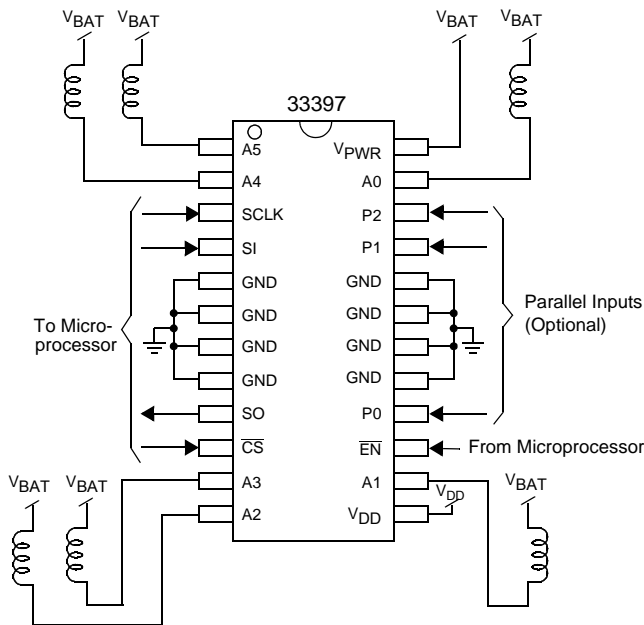 VBAT VBAT VBAT VBAT
33397
A5 VPWR
A4 A0
SCLK P2
SI P1
GND GND
GND GND
GND GND
GND GND
To Micro-
processor
Parallel Inputs
(Optional)
SO P0
CS EN From Microprocessor
A3 A1
A2 VDD VDD
VBAT VBAT VBAT